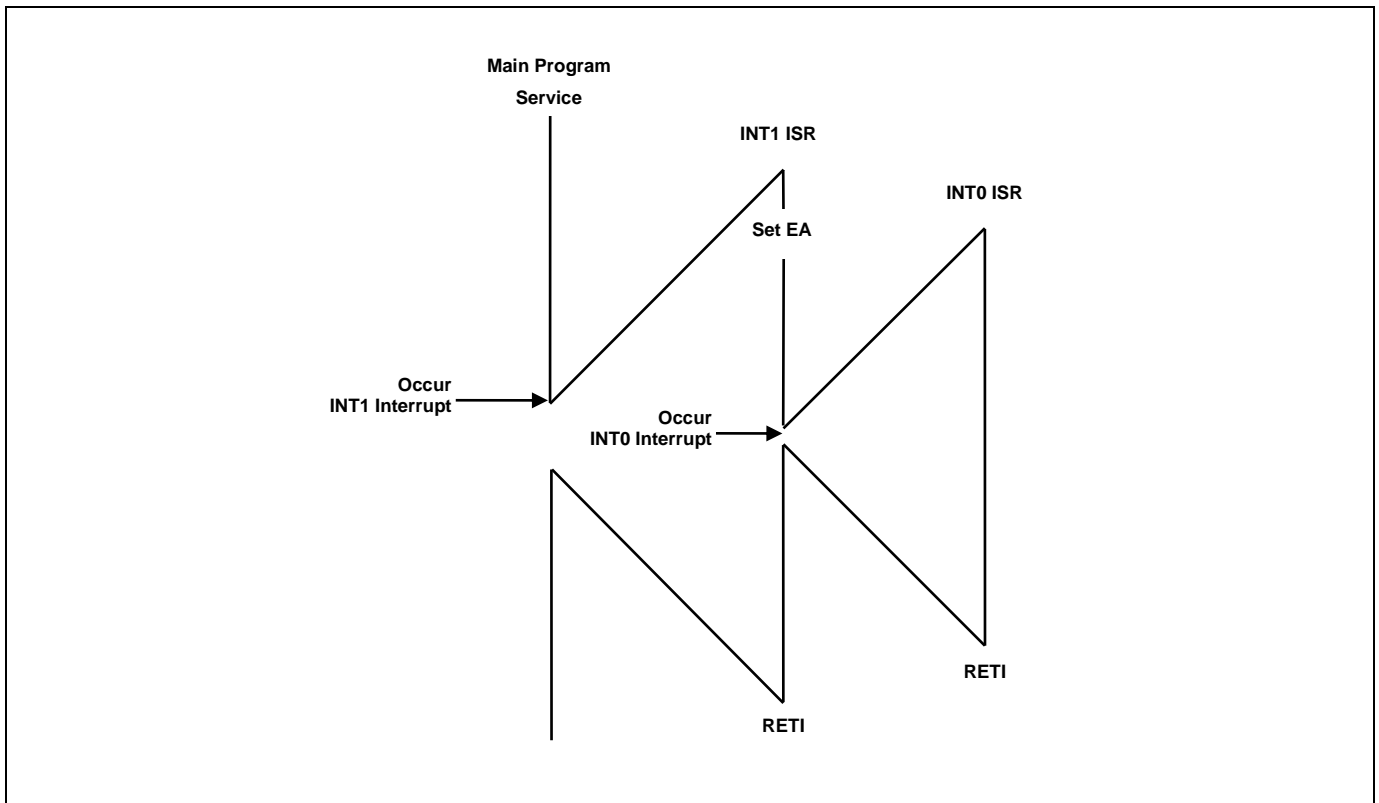 Main Program
Service
INT1 ISR
INT0 ISR
Set EA
Occur
INT1 Interrupt
Occur
INT0 Interrupt
RETI
RETI